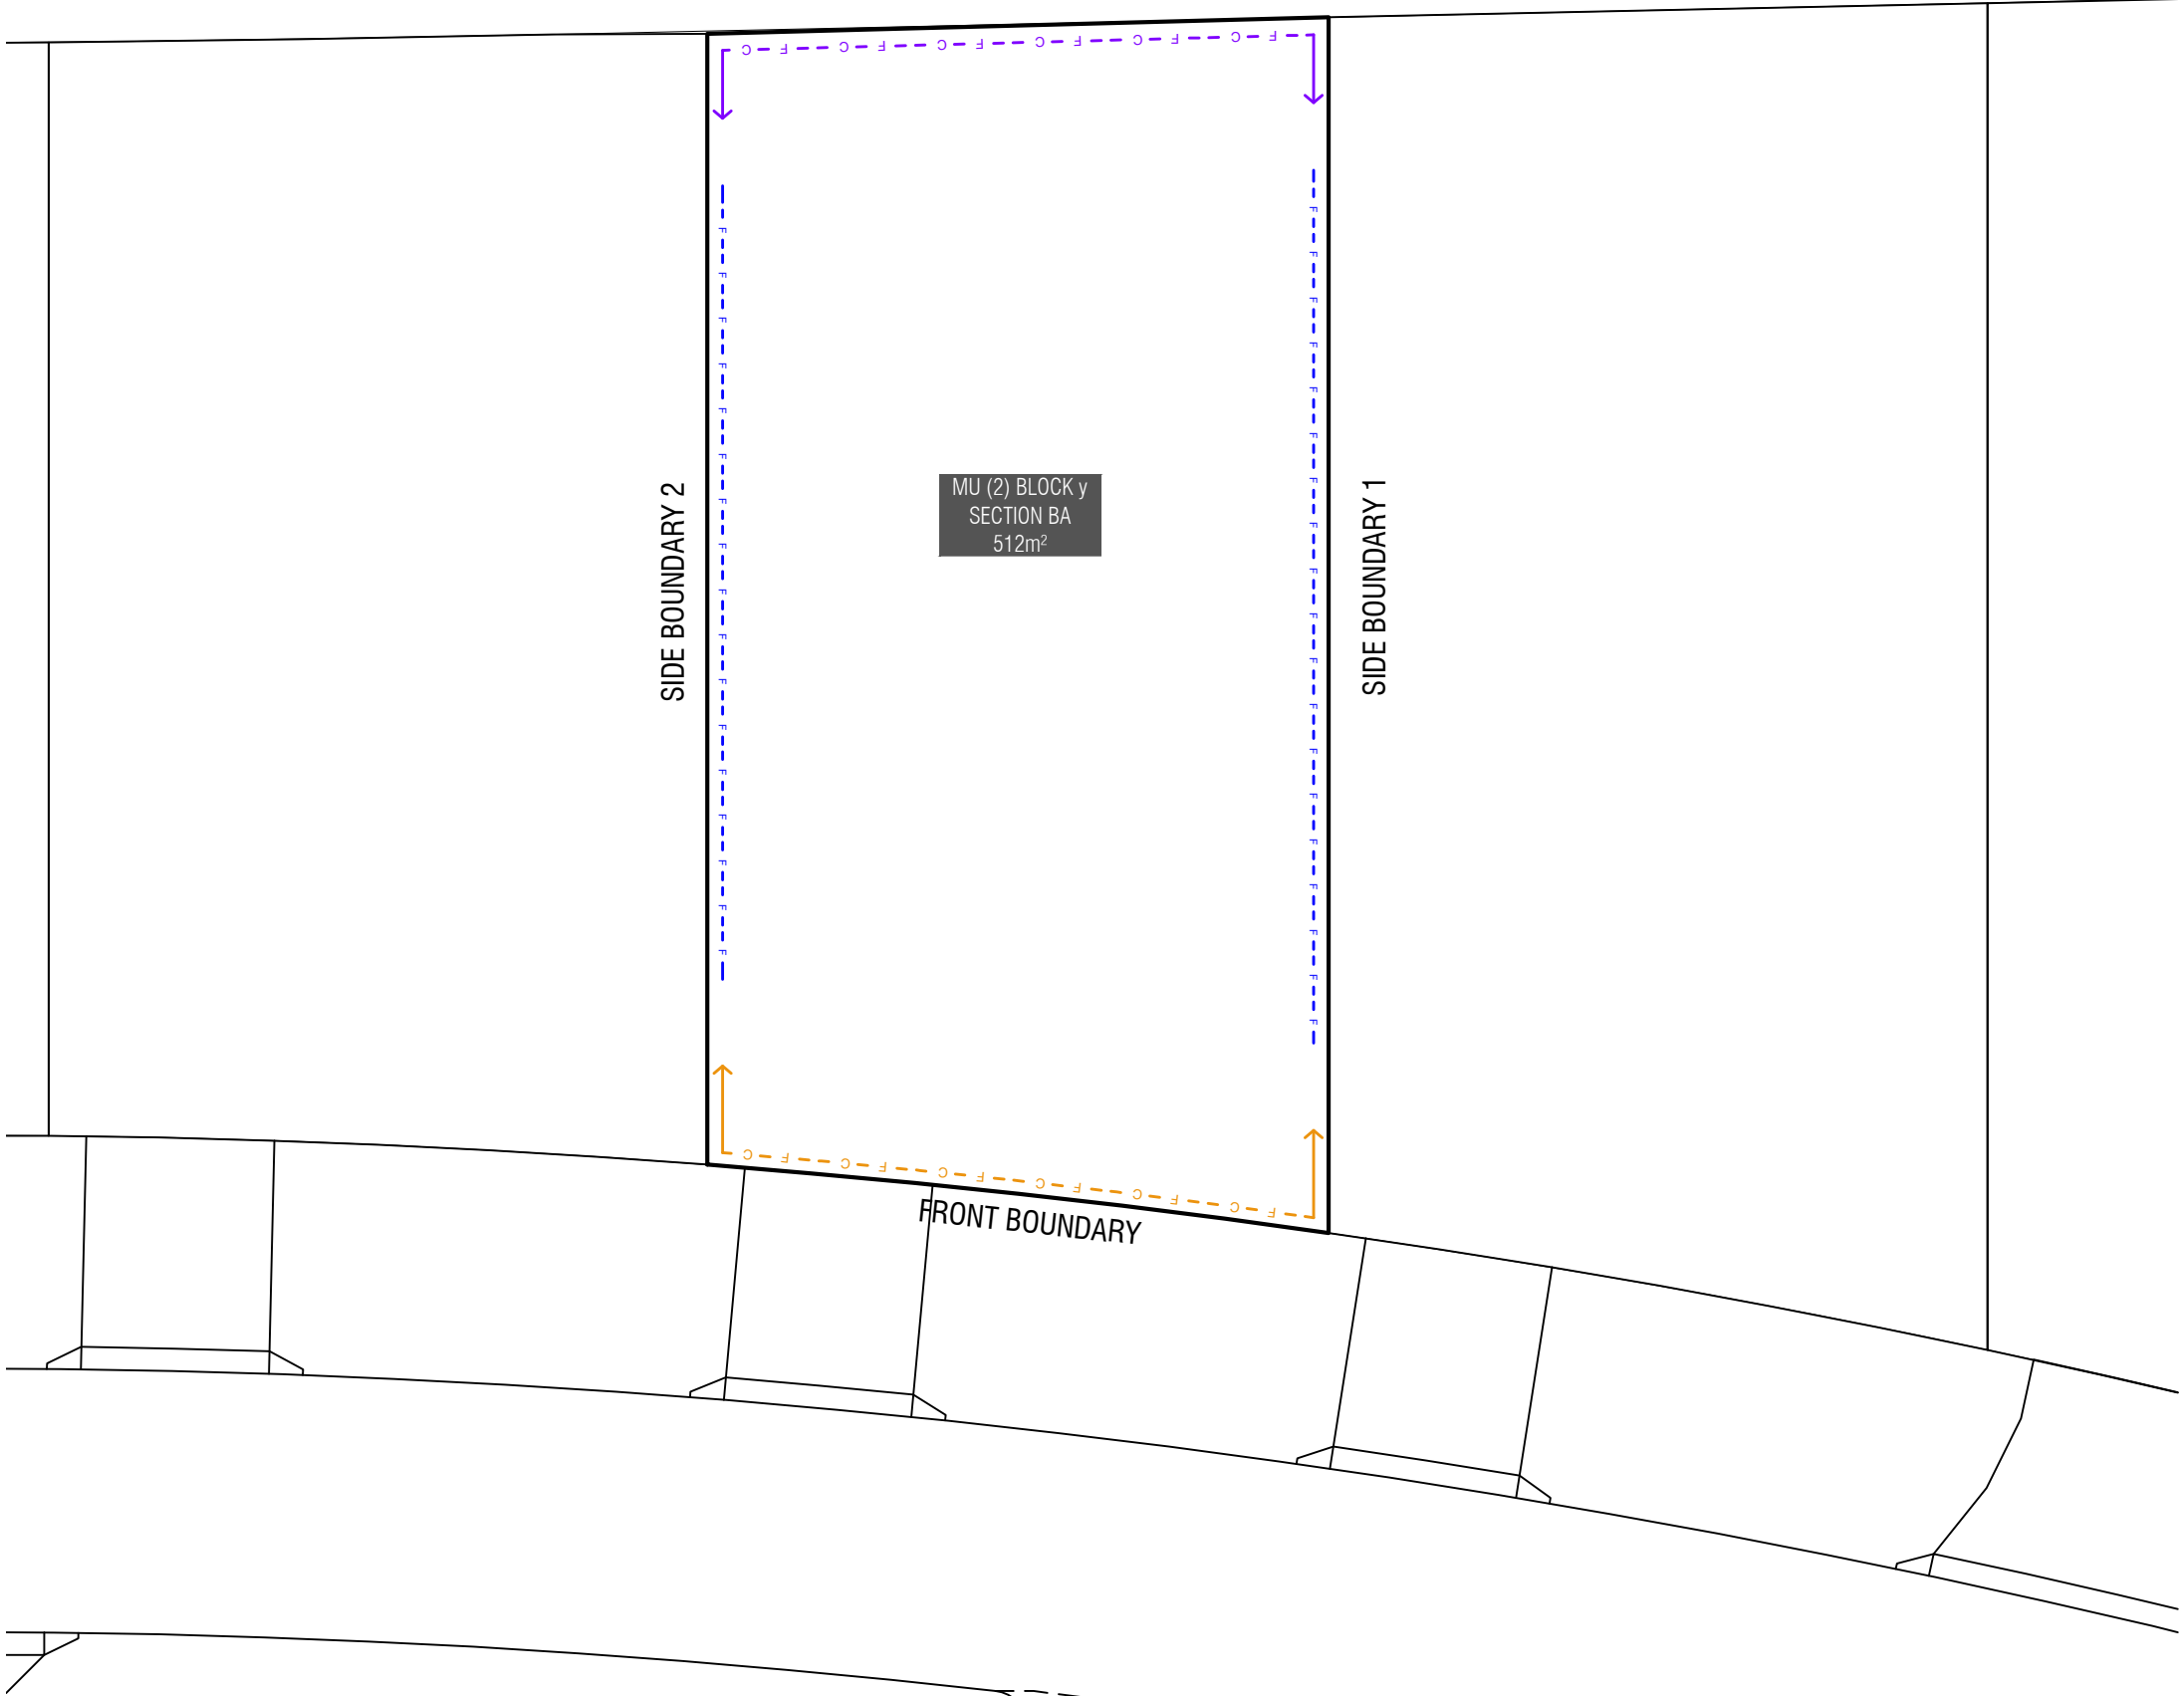 C F C F C F C F C F C F
SIDE BOUNDARY 2
MU (2) BLOCK y
SECTION BA
512m²
SIDE BOUNDARY 1
F F F F F F F F F F F F F F F F F
F F F F F F F F F F F F F F F F F F F
C F C F C F C F C F C F
FRONT BOUNDARY